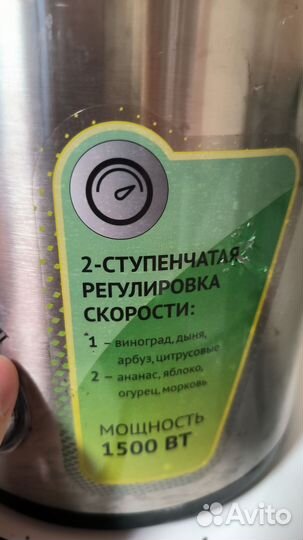 2-СТУПЕНЧАТАЯ
РЕГУЛИРОВКА
СКОРОСТИ:
1 – виноград, дыня,
арбуз, цитрусовые
2 – ананас, яблоко,
огурец, морковь
МОЩНОСТЬ
1500 ВТ
Avito